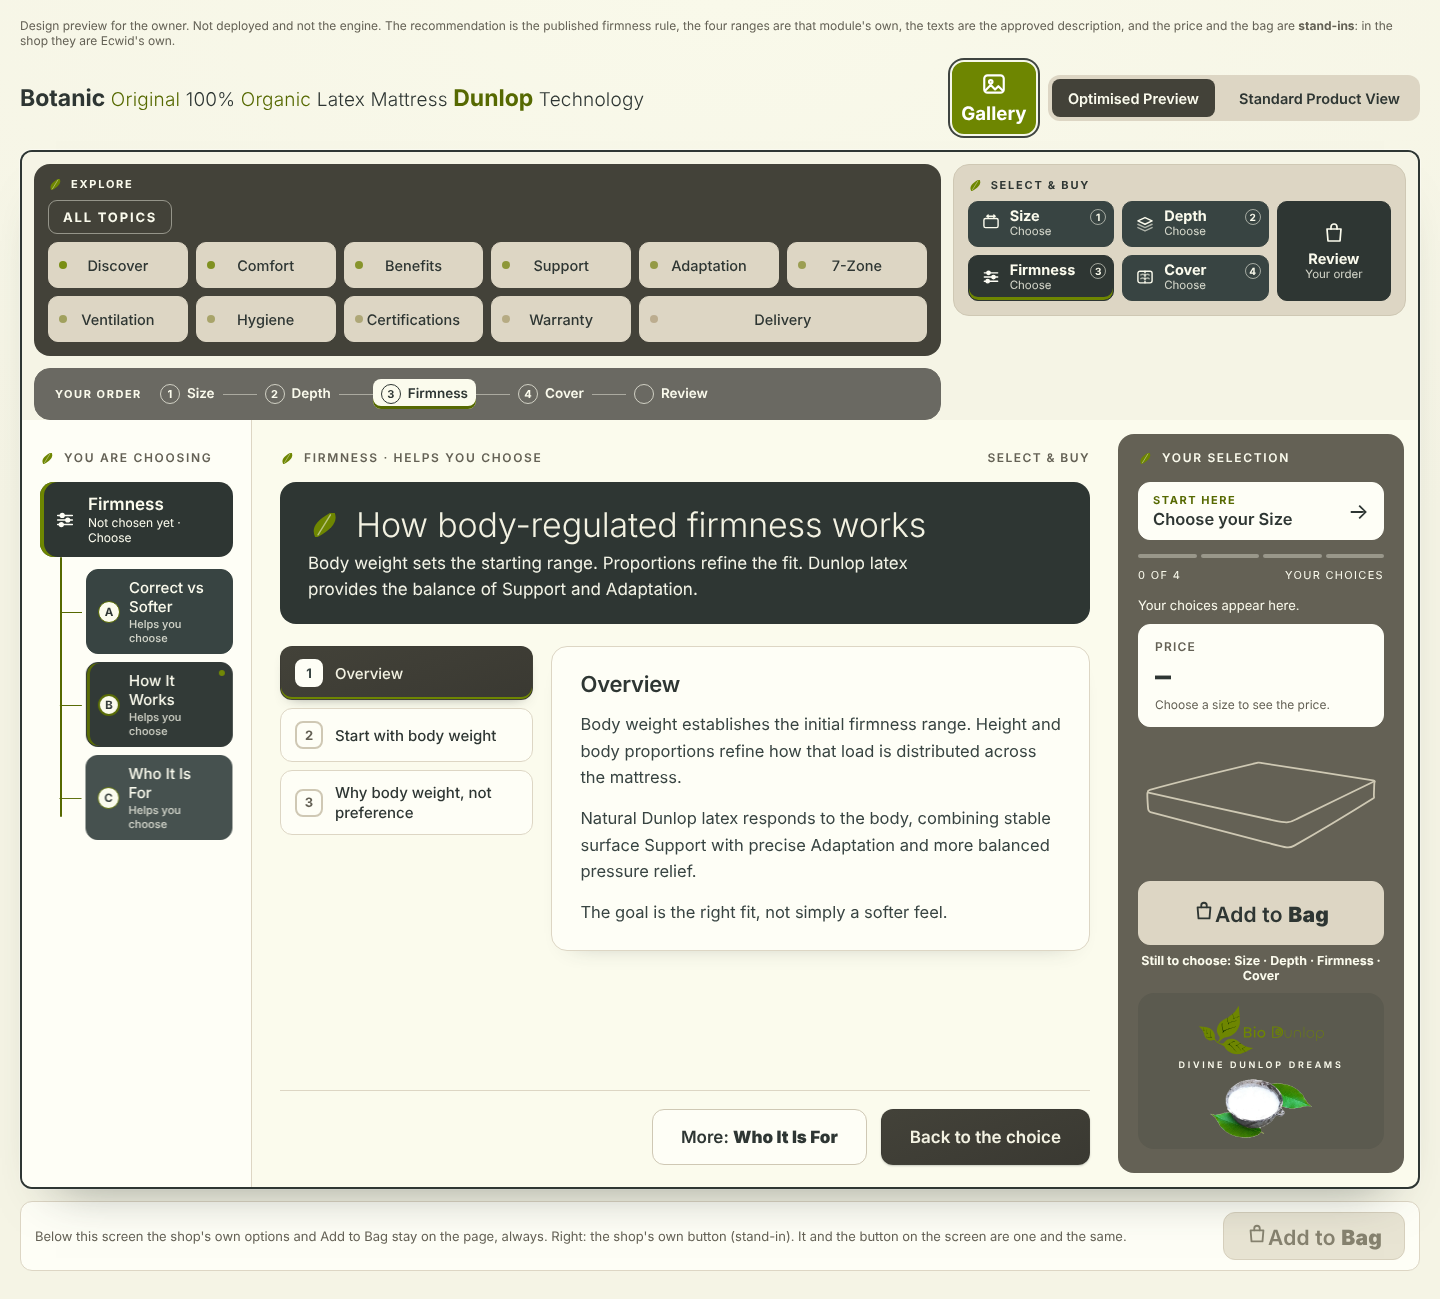 Design preview for the owner. Not deployed and not the engine. The recommendation is the published firmness rule, the four ranges are that module's own, the texts are the approved description, and the price and the bag are stand-ins: in the
shop they are Ecwid's own.
Botanic Original 100% Organic Latex Mattress Dunlop Technology
Gallery
Optimised Preview
Standard Product View
EXPLORE
ALL TOPICS
Discover
Comfort
Benefits
Support
Adaptation
7-Zone
Ventilation
Hygiene
Certifications
Warranty
Delivery
SELECT & BUY
Size
Choose
1
Depth
Choose
2
Firmness
Choose
3
Cover
Choose
4
Review
Your order
YOUR ORDER
1 Size
2 Depth
3 Firmness
4 Cover
Review
YOU ARE CHOOSING
Firmness
Not chosen yet ·
Choose
A
Correct vs
Softer
Helps you
choose
B
How It
Works
Helps you
choose
C
Who It Is
For
Helps you
choose
FIRMNESS · HELPS YOU CHOOSE
SELECT & BUY
How body-regulated firmness works
Body weight sets the starting range. Proportions refine the fit. Dunlop latex
provides the balance of Support and Adaptation.
1 Overview
2 Start with body weight
3 Why body weight, not
preference
Overview
Body weight establishes the initial firmness range. Height and
body proportions refine how that load is distributed across
the mattress.
Natural Dunlop latex responds to the body, combining stable
surface Support with precise Adaptation and more balanced
pressure relief.
The goal is the right fit, not simply a softer feel.
More: Who It Is For
Back to the choice
YOUR SELECTION
START HERE
Choose your Size
0 OF 4
YOUR CHOICES
Your choices appear here.
PRICE
–
Choose a size to see the price.
Add to Bag
Still to choose: Size · Depth · Firmness ·
Cover
Bio Dunlop
DIVINE DUNLOP DREAMS
Below this screen the shop's own options and Add to Bag stay on the page, always. Right: the shop's own button (stand-in). It and the button on the screen are one and the same.
Add to Bag